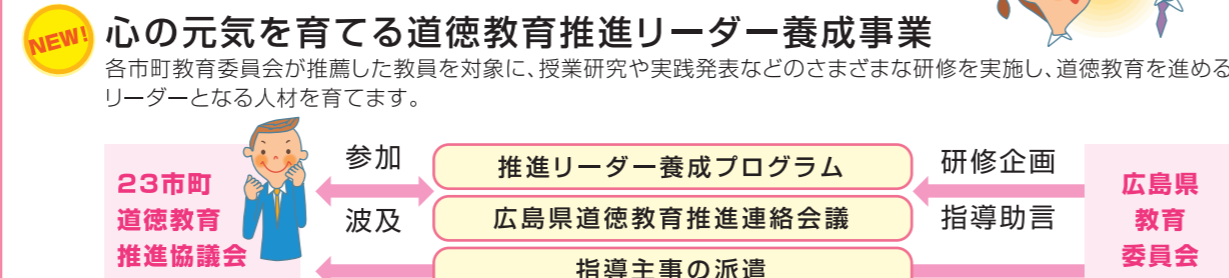 NEW!
心の元気を育てる道徳教育推進リーダー養成事業
各市町教育委員会が推薦した教員を対象に、授業研究や実践発表などのさまざまな研修を実施し、道徳教育を進める
リーダーとなる人材を育てます。
23市町
道徳教育
推進協議会
参加
波及
推進リーダー養成プログラム
広島県道徳教育推進連絡会議
指導主事の派遣
研修企画
指導助言
広島県
教育
委員会